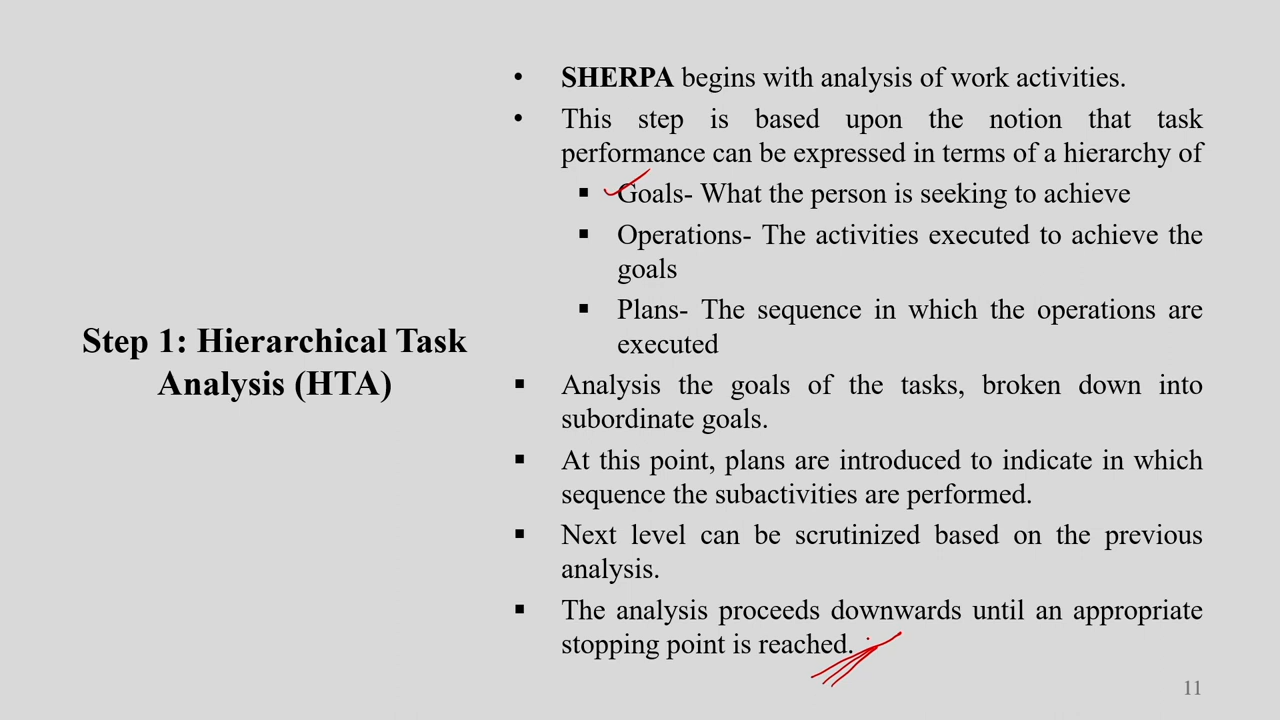 Step 1: Hierarchical Task
Analysis (HTA)
• SHERPA begins with analysis of work activities.
• This step is based upon the notion that task
performance can be expressed in terms of a hierarchy of
▪ Goals- What the person is seeking to achieve
▪ Operations- The activities executed to achieve the
goals
▪ Plans- The sequence in which the operations are
executed
▪ Analysis the goals of the tasks, broken down into
subordinate goals.
▪ At this point, plans are introduced to indicate in which
sequence the subactivities are performed.
▪ Next level can be scrutinized based on the previous
analysis.
▪ The analysis proceeds downwards until an appropriate
stopping point is reached.
11